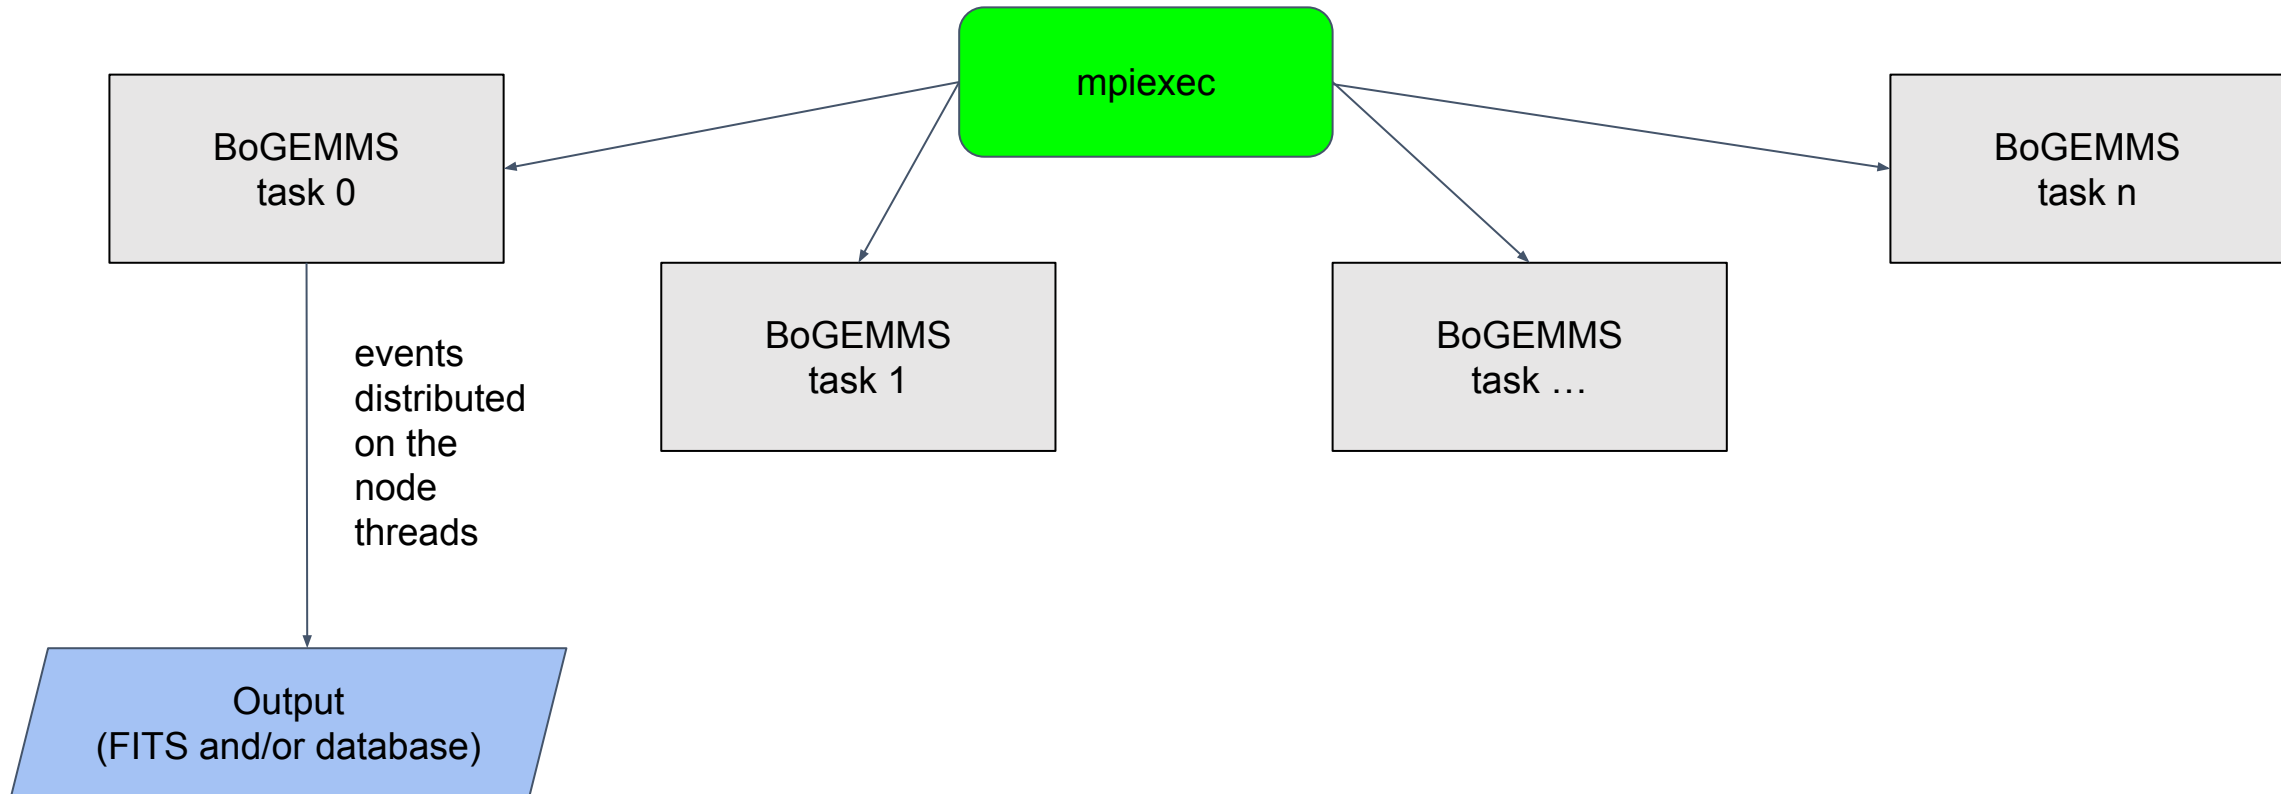 mpiexec
BoGEMMS
task 0
BoGEMMS
task n
BoGEMMS
task 1
BoGEMMS
task …
events
distributed
on the
node
threads
Output
(FITS and/or database)